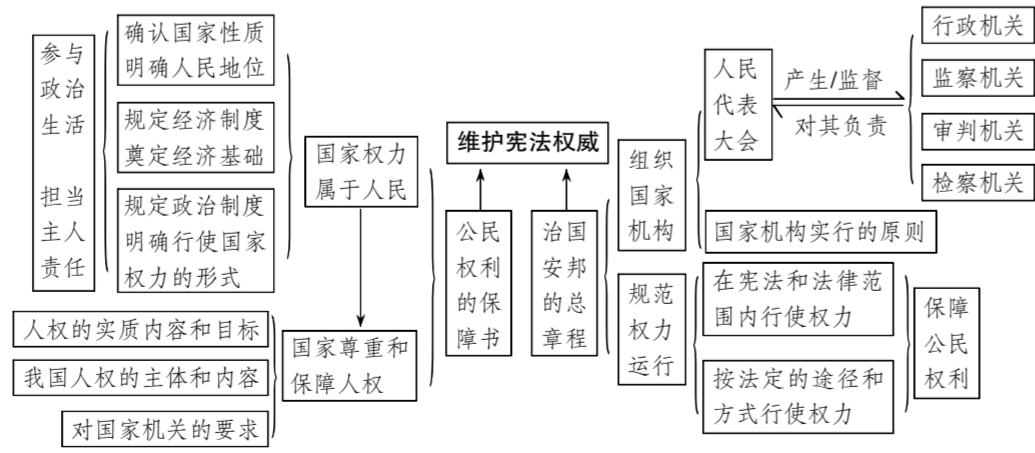 参与
政治
生活
担当
主人
责任
确认国家性质
明确人民地位
规定经济制度
奠定经济基础
规定政治制度
明确行使国家
权力的形式
国家权力
属于人民
人权的实质内容和目标
我国人权的主体和内容
对国家机关的要求
国家尊重和
保障人权
维护宪法权威
公民
权利
的保
障书
治国
安邦
的总
章程
组织
国家
机构
人民
代表
大会
产生/监督
对其负责
行政机关
监察机关
审判机关
检察机关
国家机构实行的原则
规范
权力
运行
在宪法和法律范
围内行使权力
按法定的途径和
方式行使权力
保障
公民
权利